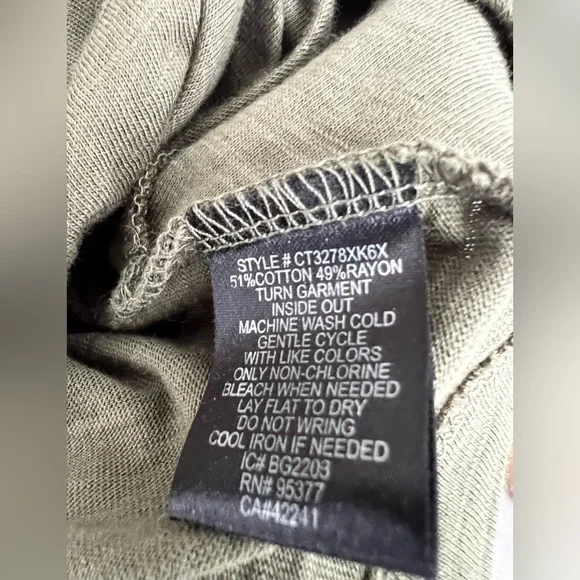 STYLE # CT3278XK6X
51%COTTON 49%RAYON
TURN GARMENT
INSIDE OUT
MACHINE WASH COLD
GENTLE CYCLE
WITH LIKE COLORS
ONLY NON-CHLORINE
BLEACH WHEN NEEDED
LAY FLAT TO DRY
DO NOT WRING
COOL IRON IF NEEDED
IC# BG2203
RN# 95377
CA#42241